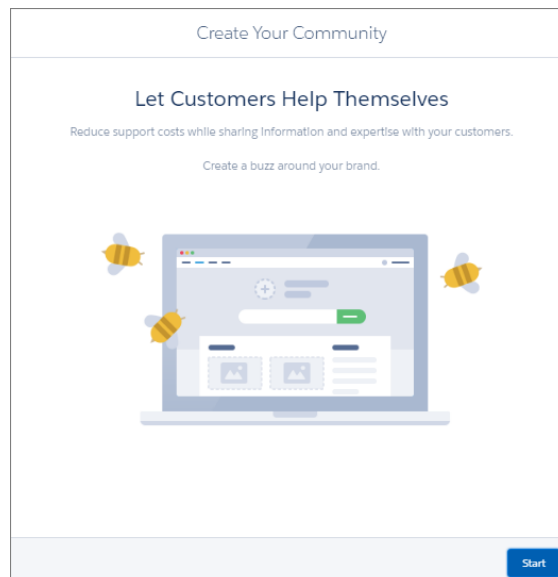 Create Your Community
Let Customers Help Themselves
Reduce support costs while sharing information and expertise with your customers.
Create a buzz around your brand.
Start